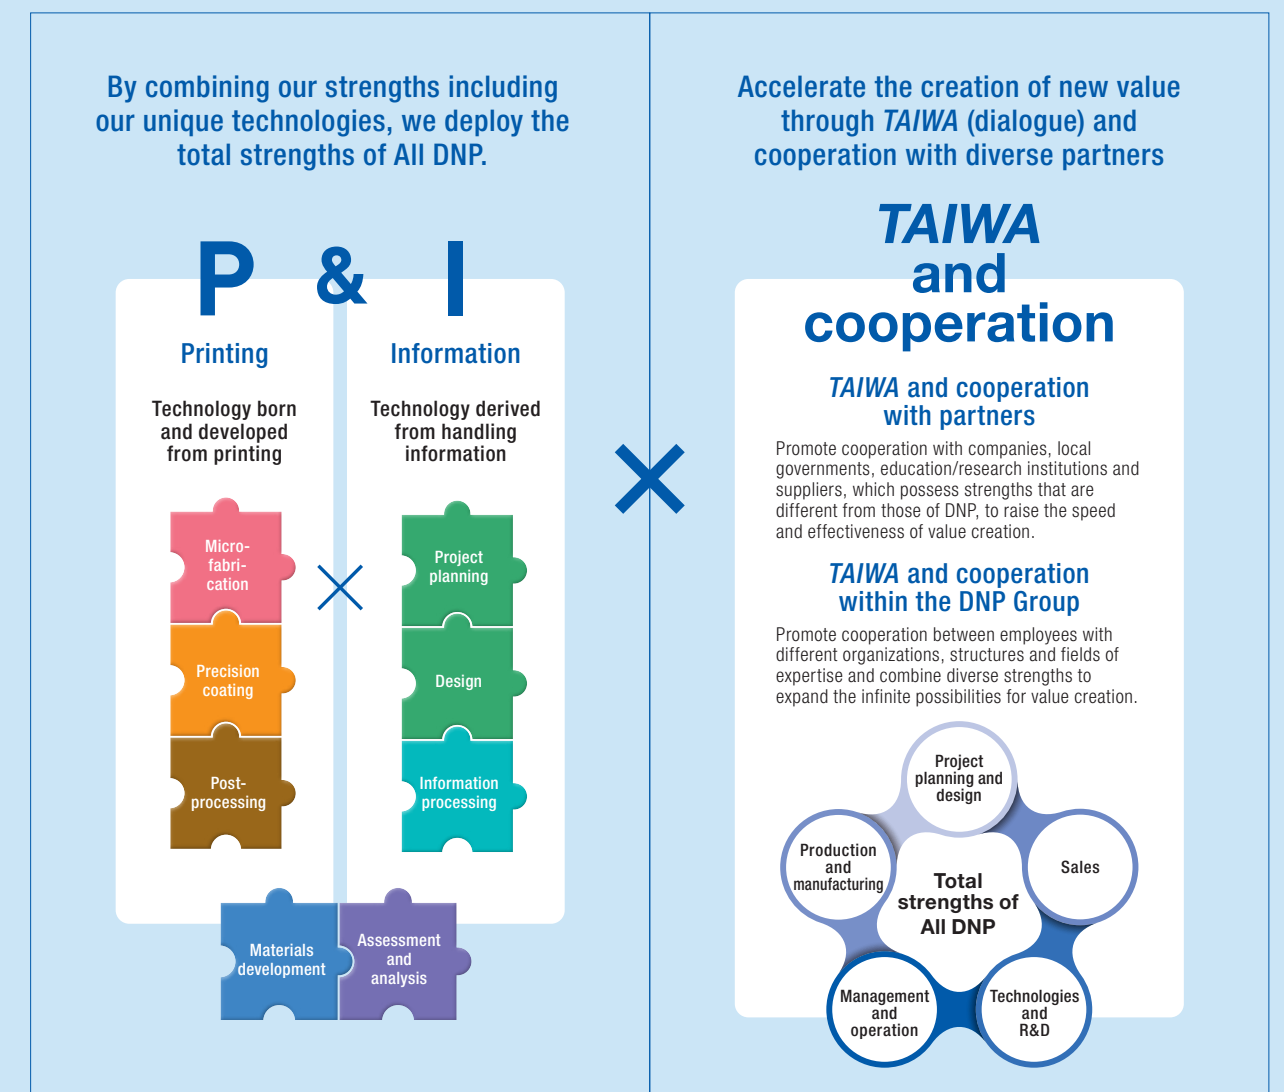 By combining our strengths including
our unique technologies, we deploy the
total strengths of All DNP.
P & I
Printing
Technology born
and developed
from printing
Information
Technology derived
from handling
information
Micro-
fabri-
cation
Precision
coating
Post-
processing
×
Project
planning
Design
Information
processing
Materials
development
Assessment
and
analysis
×
Accelerate the creation of new value
through TAIWA (dialogue) and
cooperation with diverse partners
TAIWA
and
cooperation
TAIWA and cooperation
with partners
Promote cooperation with companies, local
governments, education/research institutions and
suppliers, which possess strengths that are
different from those of DNP, to raise the speed
and effectiveness of value creation.
TAIWA and cooperation
within the DNP Group
Promote cooperation between employees with
different organizations, structures and fields of
expertise and combine diverse strengths to
expand the infinite possibilities for value creation.
Project
planning and
design
Production
and
manufacturing
Sales
Total
strengths of
All DNP
Management
and
operation
Technologies
and
R&D